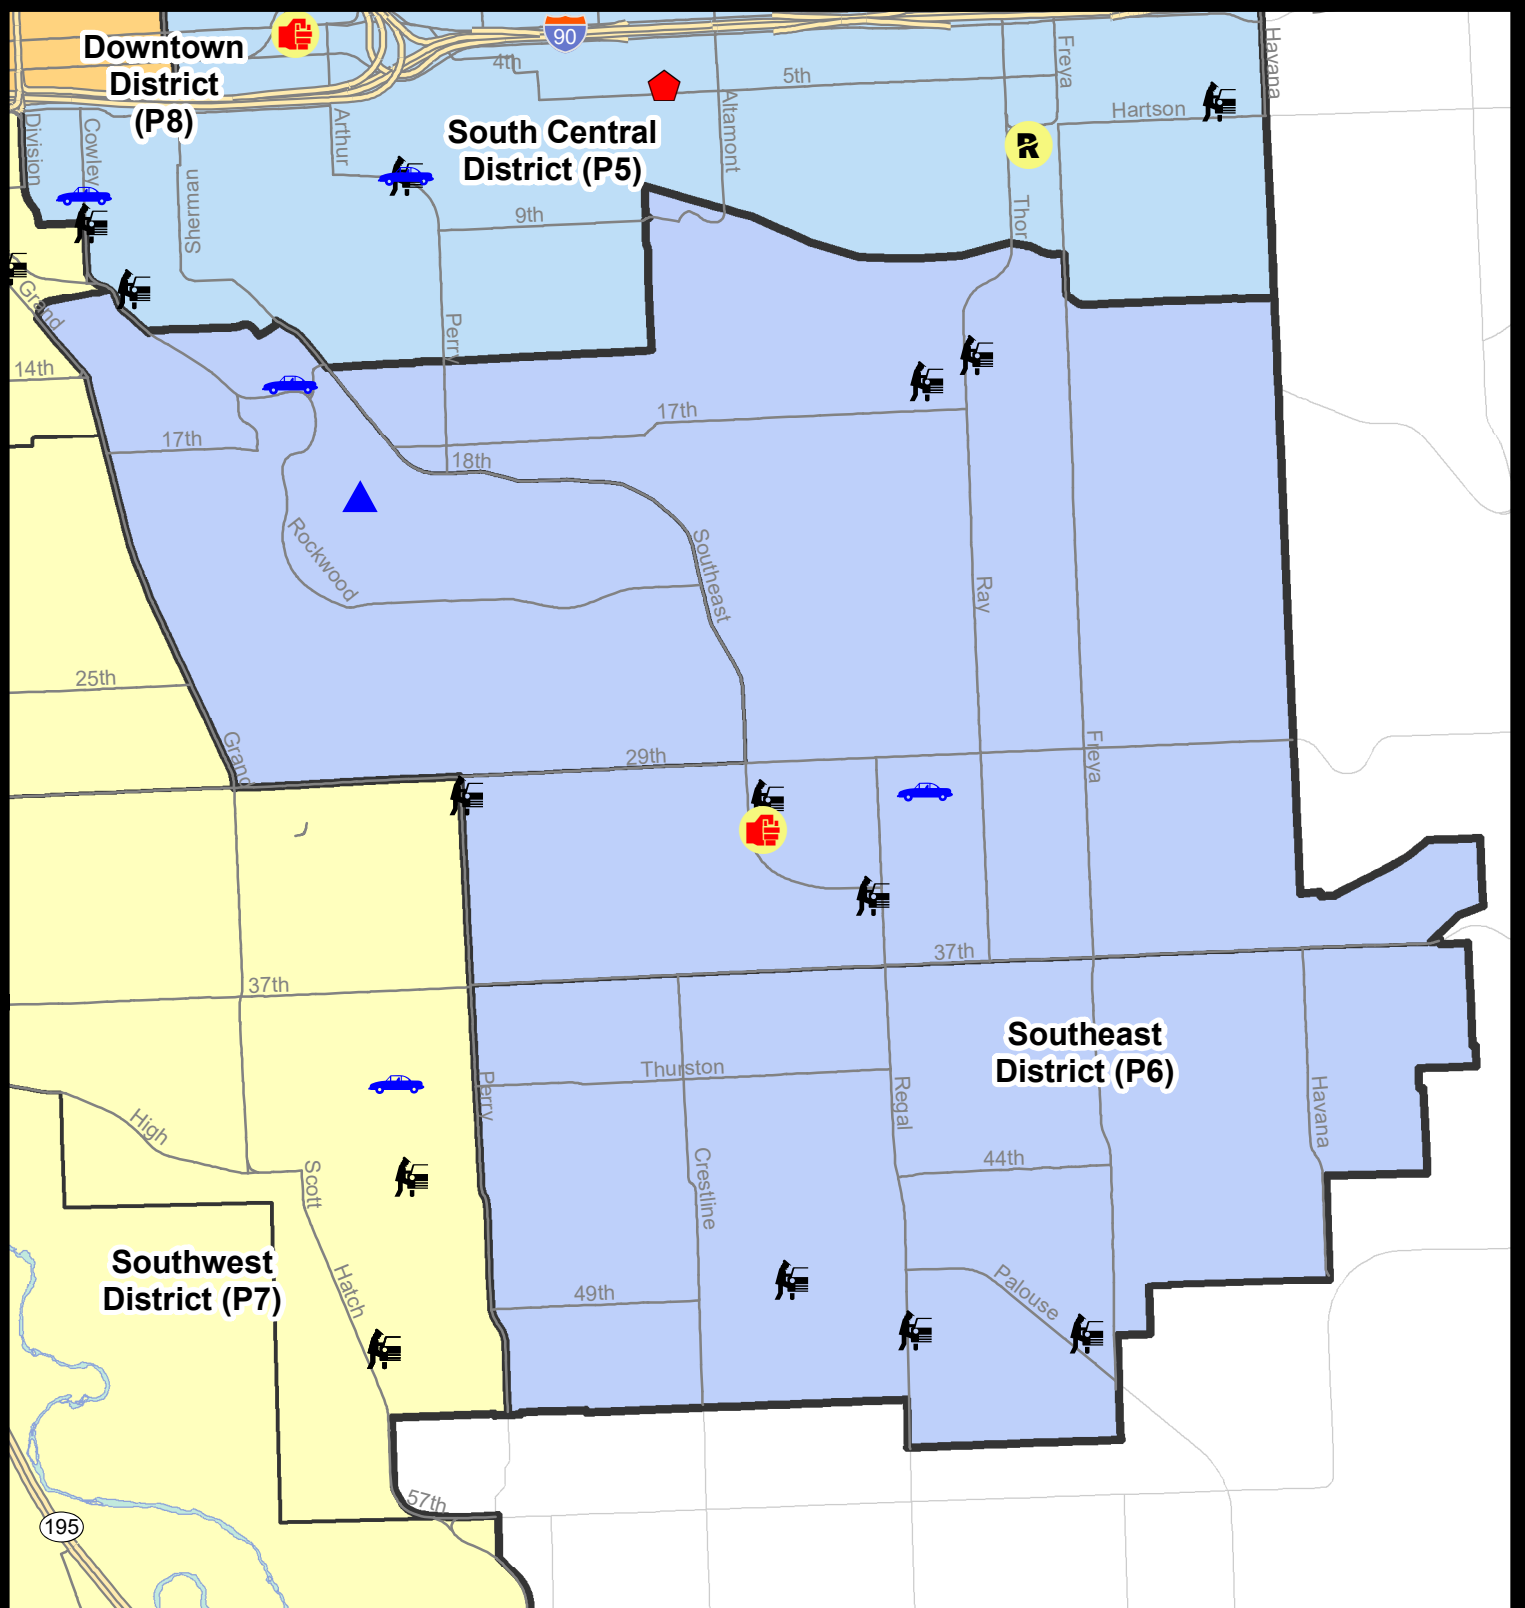 90
Downtown
District
(P8)
4th
5th
Freya
Havana
Hartson
Division
Cowley
Arthur
South Central
District (P5)
Altamont
Sherman
9th
Thor
Grand
Perry
14th
17th
17th
18th
Rockwood
Southeast
Ray
25th
Grand
29th
Freya
37th
37th
Southeast
District (P6)
Thurston
Perry
Regal
Havana
High
Scott
Crestline
44th
Southwest
District (P7)
Hatch
49th
Palouse
57th
195